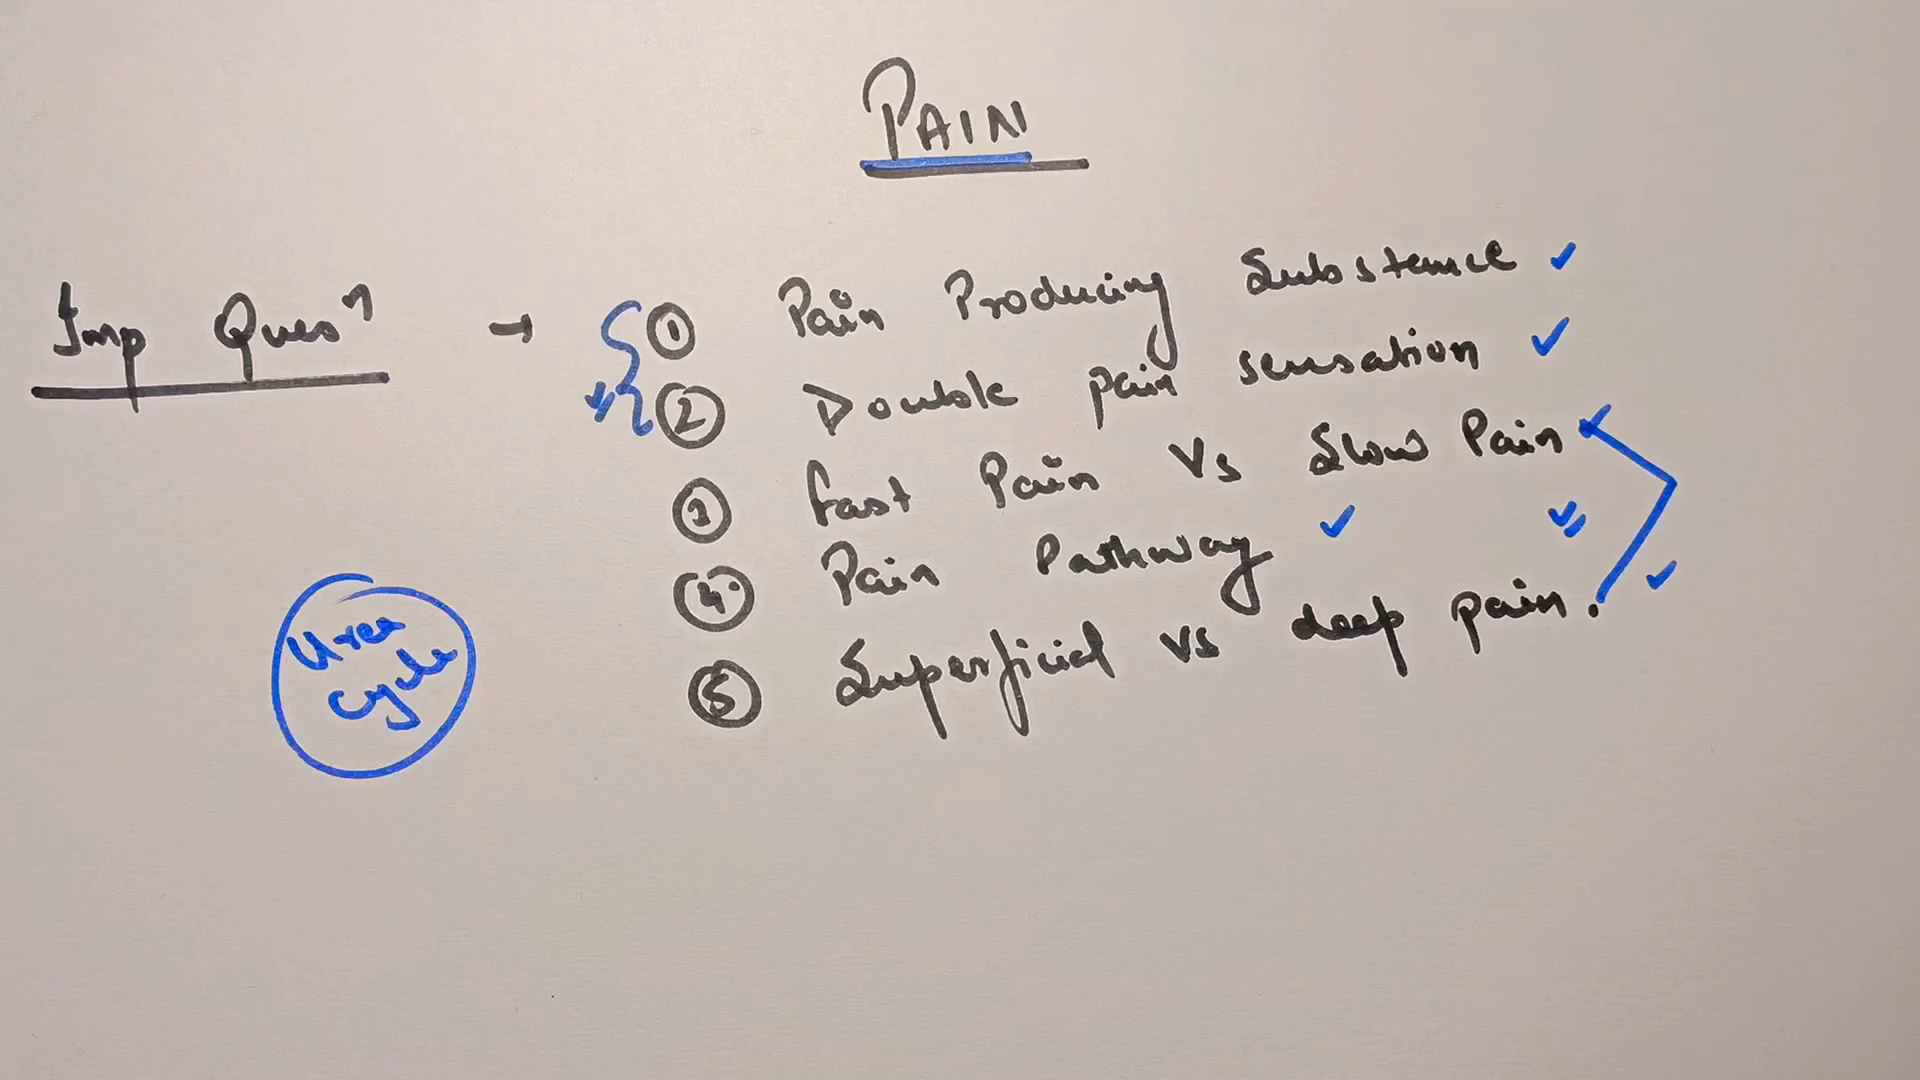 PAIN
Imp Ques^n → ① Pain Producing Substance ✓
② Double pain sensation ✓
③ fast Pain Vs Slow Pain
④ Pain Pathway ✓
⑤ Superficial vs deep pain.
Urea
cycle